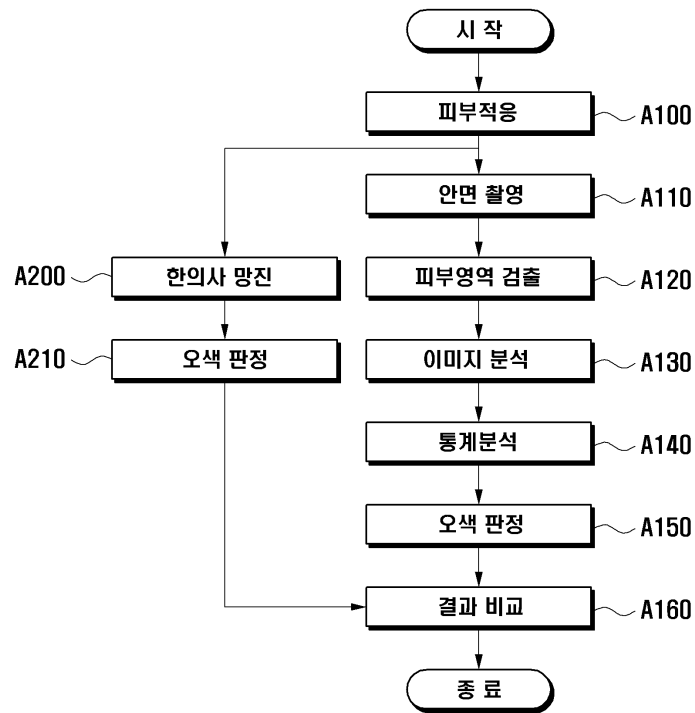 시 작
피부적응
A100
안면 촬영
A110
A200
한의사 망진
피부영역 검출
A120
A210
오색 판정
이미지 분석
A130
통계분석
A140
오색 판정
A150
결과 비교
A160
종 료